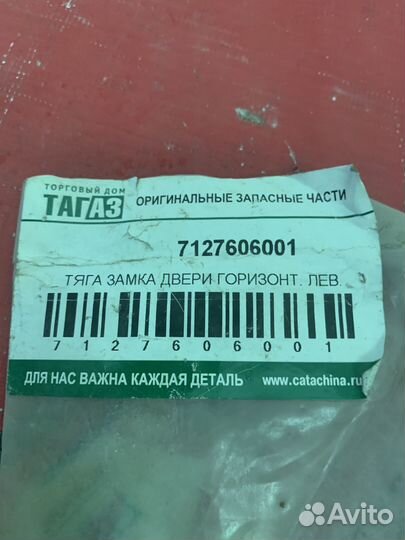 ТОРГОВЫЙ ДОМ
ТАГАЗ
ОРИГИНАЛЬНЫЕ ЗАПАСНЫЕ ЧАСТИ
7127606001
ТЯГА ЗАМКА ДВЕРИ ГОРИЗОНТ. ЛЕВ.
7127606001
ДЛЯ НАС ВАЖНА КАЖДАЯ ДЕТАЛЬ
www.catachina.ru
Avito